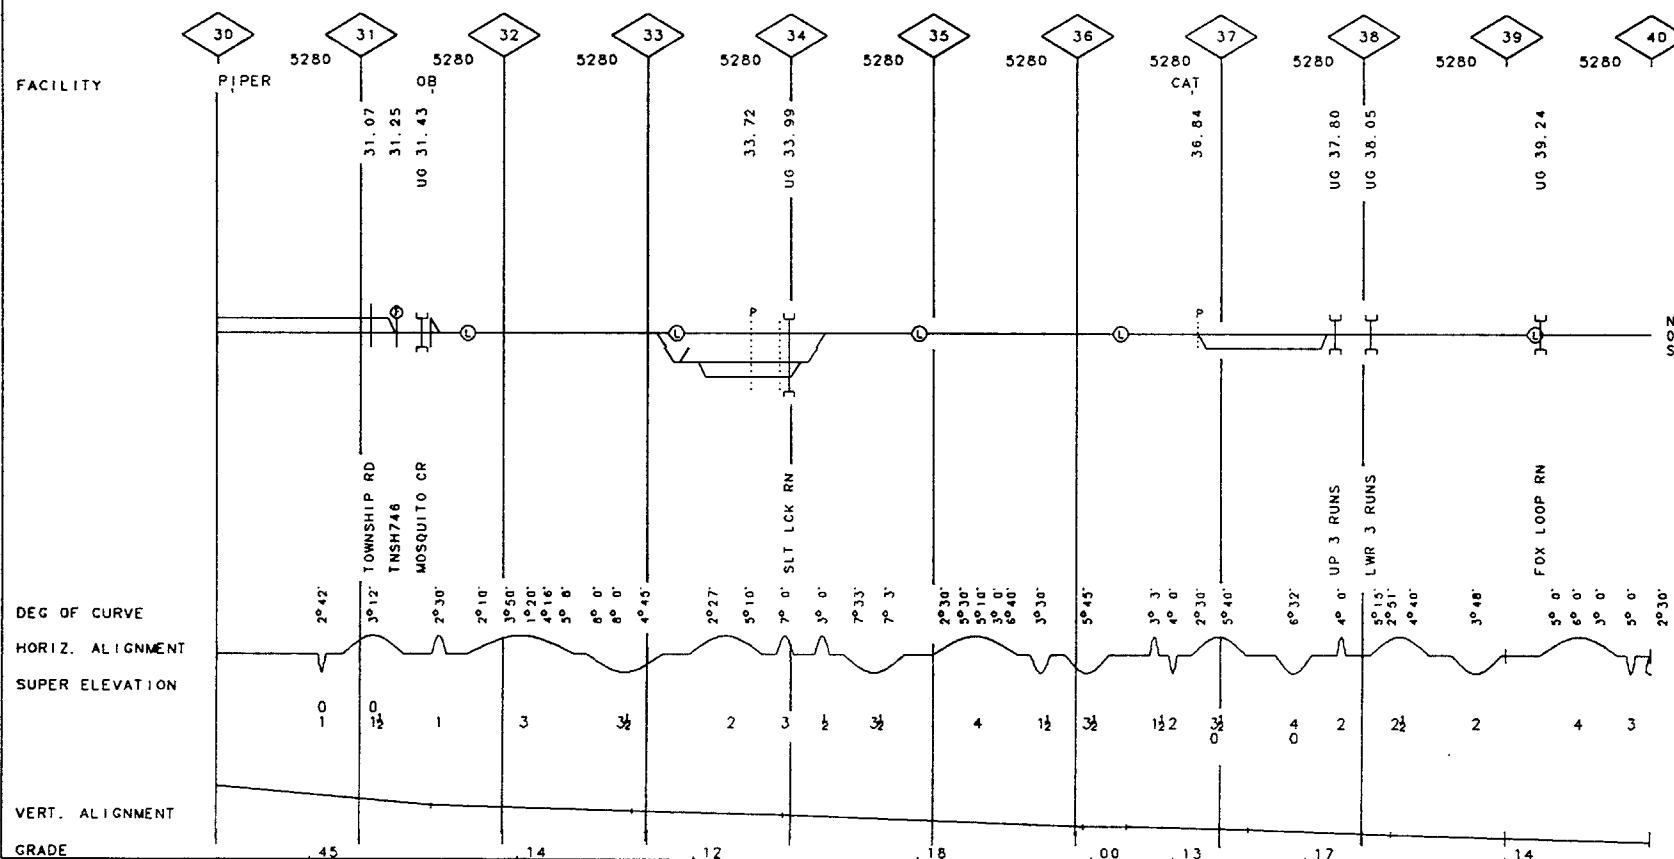 30 31 32 33 34 35 36 37 38 39 40
5280 5280 5280 5280 5280 5280 5280 5280 5280 5280
FACILITY PIPER OB CAT
31.07
31.25
UG 31.43
33.72
UG 33.99
36.84
UG 37.80
UG 38.05
UG 39.24
P
L L P L L P L
N
O
S
TOWNSHIP RD
TNSH746
MOSQUITO CR
SLT LCK RN
UP 3 RUNS
LWR 3 RUNS
FOX LOOP RN
DEG OF CURVE 2°42' 3°12' 2°30' 2°10' 3°50' 1°20' 4°16' 5°8' 6°0' 8°0' 4°45' 2°27' 5°10' 7°0' 3°0' 7°33' 7°3' 2°30' 5°30' 5°10' 3°0' 6°40' 3°30' 5°45' 3°3' 4°0' 2°30' 5°40' 6°32' 4°0' 5°15' 2°51' 4°40' 3°48' 5°0' 6°0' 3°0' 5°0' 2°30'
HORIZ. ALIGNMENT
SUPER ELEVATION
0 0
1 1½ 1 3 3½ 2 3 ½ 3½ 4 1½ 3½ 1½ 2 3½ 4 2 2½ 2 4 3
0 0
VERT. ALIGNMENT
GRADE .45 .14 .12 .18 .00 .13 .17 .14